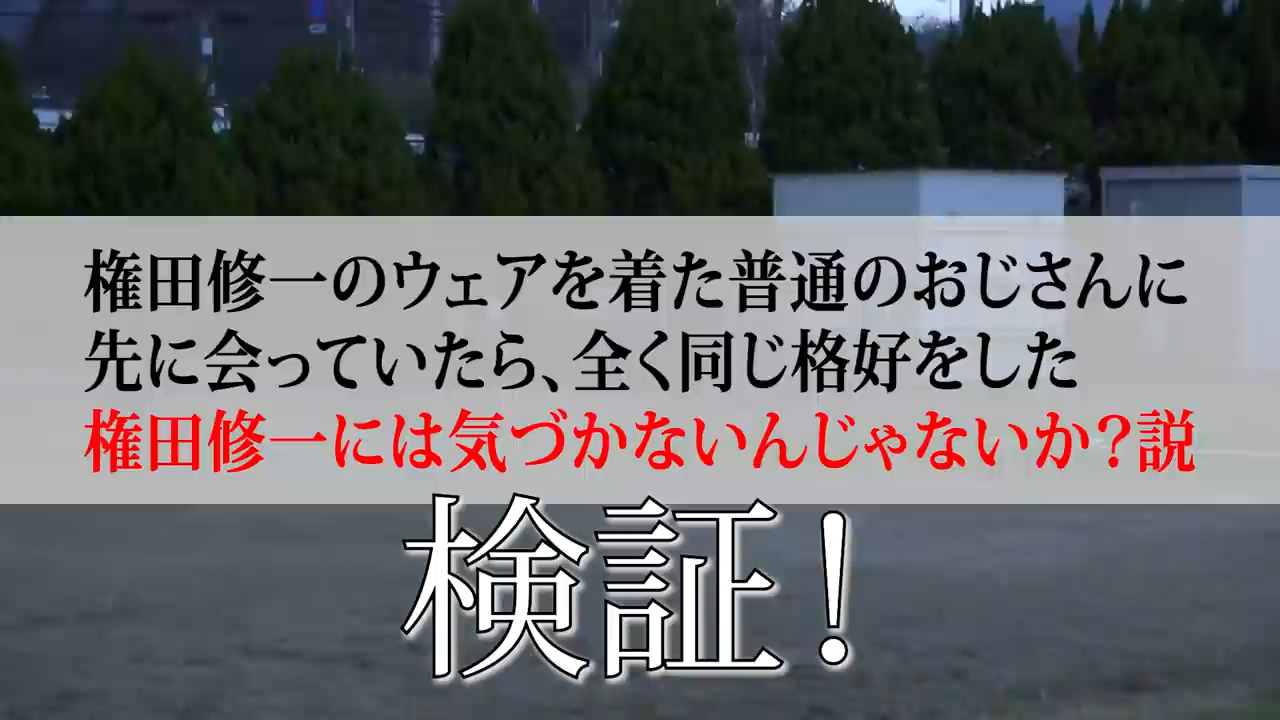 権田修一のウェアを着た普通のおじさんに
先に会っていたら、全く同じ格好をした
権田修一には気づかないんじゃないか？説
検証！